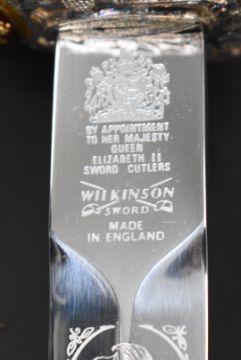 BY APPOINTMENT
TO HER MAJESTY
QUEEN
ELIZABETH II
SWORD CUTLERS
WILKINSON
SWORD
MADE
IN ENGLAND